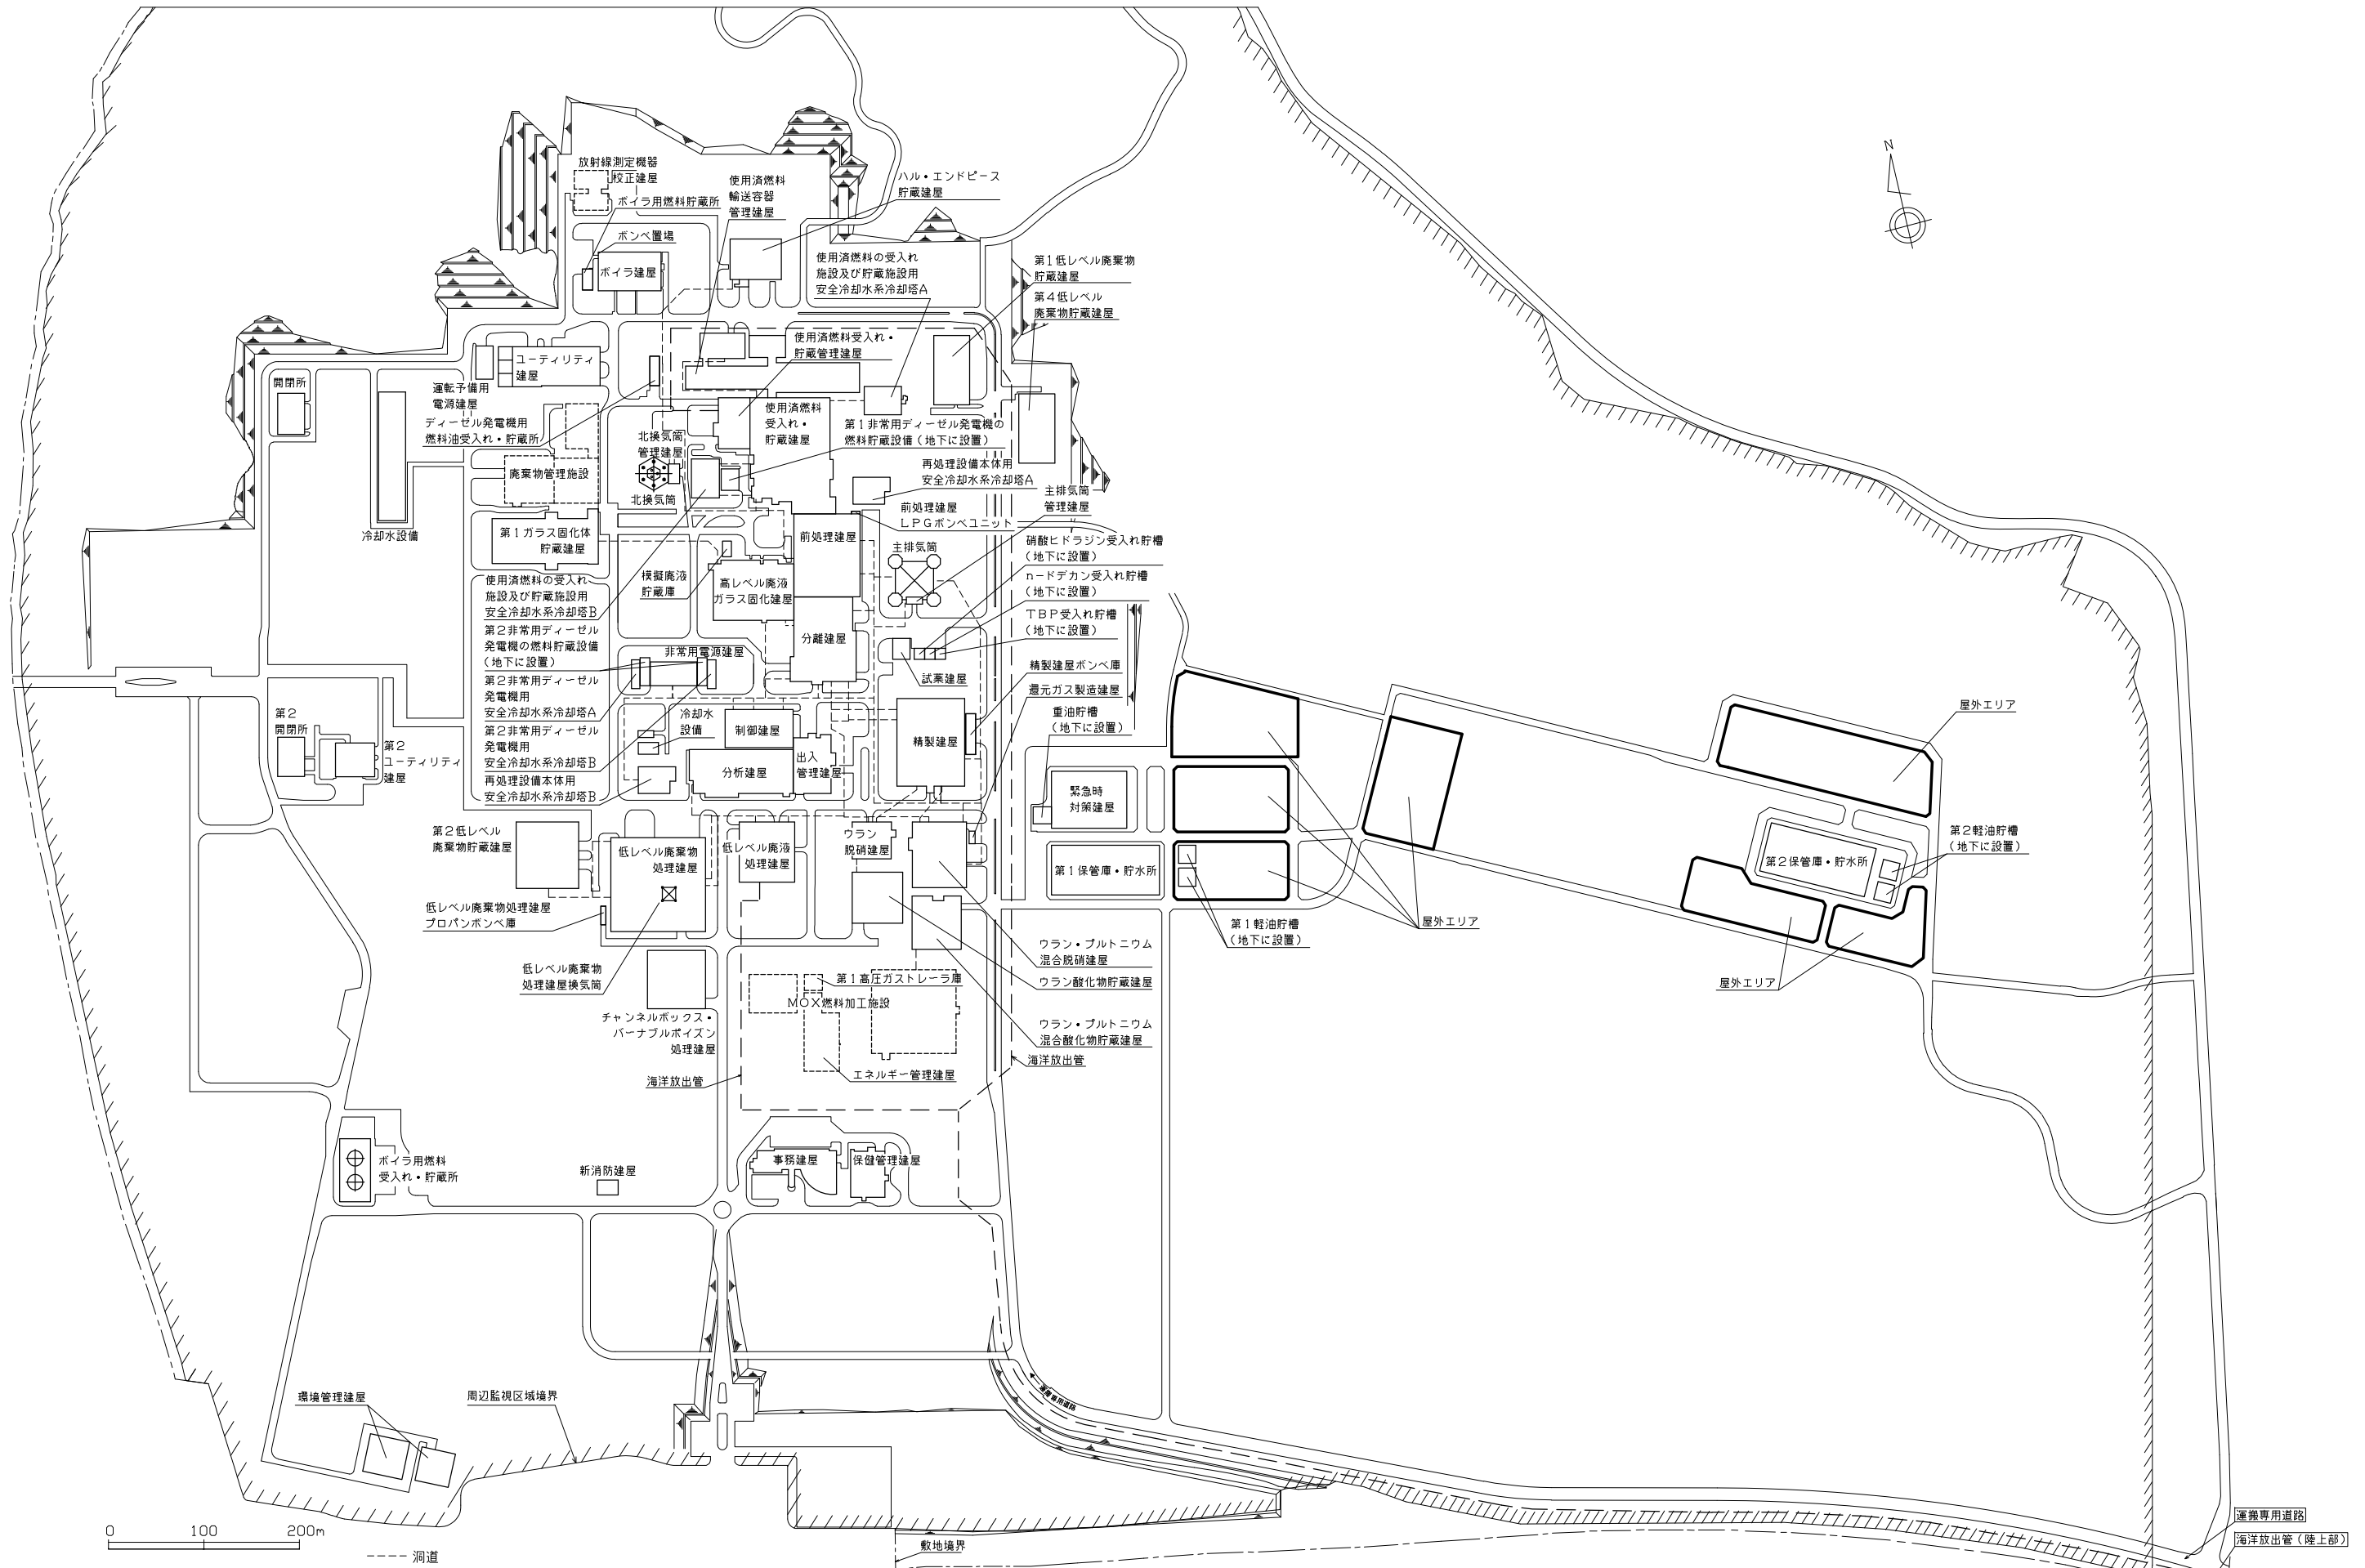 N
放射線測定機器
校正建屋
ボイラ用燃料貯蔵所
使用済燃料
輸送容器
管理建屋
ハル・エンドピース
貯蔵建屋
ボンベ置場
ボイラ建屋
使用済燃料の受入れ
施設及び貯蔵施設用
安全冷却水系冷却塔A
第1低レベル廃棄物
貯蔵建屋
第4低レベル
廃棄物貯蔵建屋
使用済燃料受入れ・
貯蔵管理建屋
ユーティリティ
建屋
開閉所
運転予備用
電源建屋
ディーゼル発電機用
燃料油受入れ・貯蔵所
使用済燃料
受入れ・
貯蔵建屋
第1非常用ディーゼル発電機の
燃料貯蔵設備(地下に設置)
北換気筒
管理建屋
北換気筒
廃棄物管理施設
再処理設備本体用
安全冷却水系冷却塔A
主排気筒
管理建屋
前処理建屋
LPGボンベユニット
冷却水設備
第1ガラス固化体
貯蔵建屋
前処理建屋
主排気筒
硝酸ヒドラジン受入れ貯槽
(地下に設置)
n-ドデカン受入れ貯槽
(地下に設置)
TBP受入れ貯槽
(地下に設置)
模擬廃液
貯蔵庫
高レベル廃液
ガラス固化建屋
使用済燃料の受入れ
施設及び貯蔵施設用
安全冷却水系冷却塔B
第2非常用ディーゼル
発電機の燃料貯蔵設備
(地下に設置)
分離建屋
非常用電源建屋
試薬建屋
精製建屋ボンベ庫
還元ガス製造建屋
重油貯槽
(地下に設置)
第2非常用ディーゼル
発電機用
安全冷却水系冷却塔A
第2非常用ディーゼル
発電機用
安全冷却水系冷却塔B
再処理設備本体用
安全冷却水系冷却塔B
冷却水
設備
制御建屋
出入
管理建屋
分析建屋
精製建屋
第2
開閉所
第2
ユーティリティ
建屋
屋外エリア
緊急時
対策建屋
第2低レベル
廃棄物貯蔵建屋
低レベル廃棄物
処理建屋
低レベル廃液
処理建屋
ウラン
脱硝建屋
第1保管庫・貯水所
第2保管庫・貯水所
第2軽油貯槽
(地下に設置)
低レベル廃棄物処理建屋
プロパンボンベ庫
第1軽油貯槽
(地下に設置)
屋外エリア
屋外エリア
低レベル廃棄物
処理建屋換気筒
ウラン・プルトニウム
混合脱硝建屋
ウラン酸化物貯蔵建屋
第1高圧ガストレーラ庫
MOX燃料加工施設
チャンネルボックス・
バーナブルポイズン
処理建屋
ウラン・プルトニウム
混合酸化物貯蔵建屋
海洋放出管
エネルギー管理建屋
海洋放出管
ボイラ用燃料
受入れ・貯蔵所
新消防建屋
事務建屋
保健管理建屋
運搬専用道路
環境管理建屋
周辺監視区域境界
0 100 200m
洞道
敷地境界
運搬専用道路
海洋放出管(陸上部)